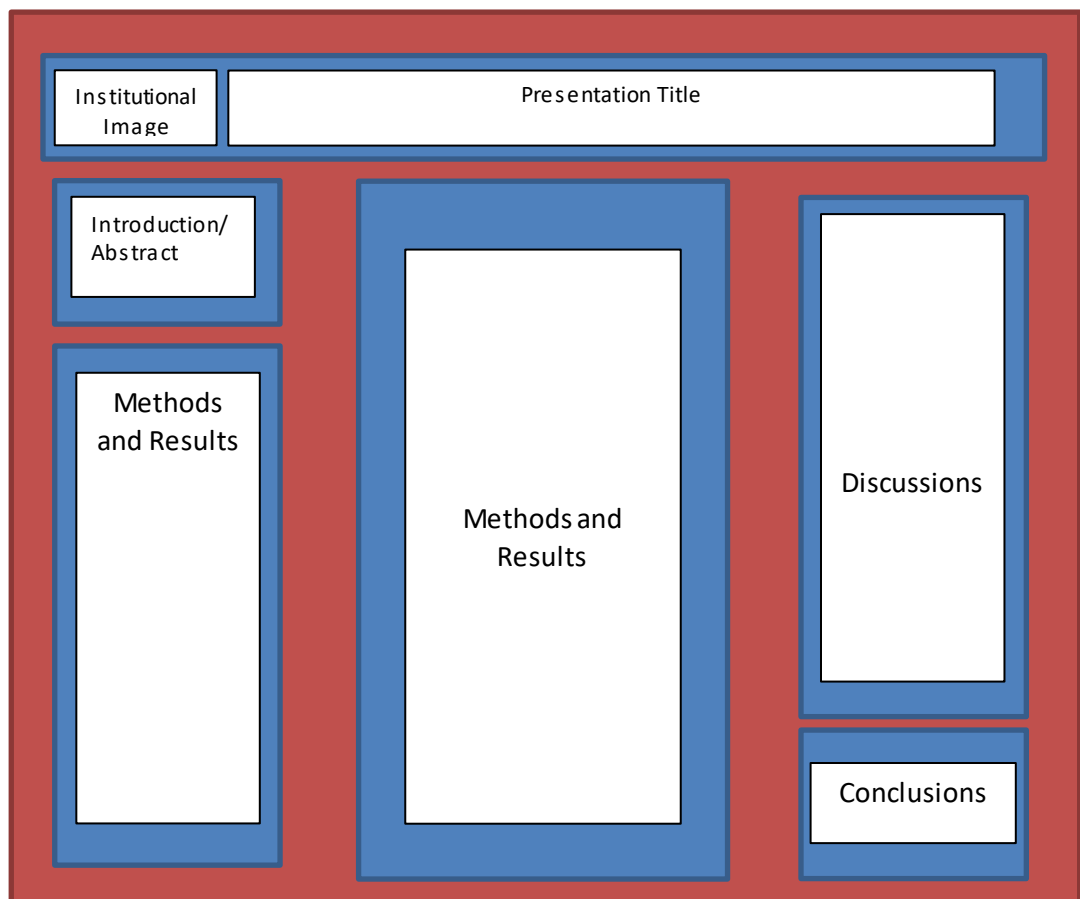 Institutional
Image
Presentation Title
Introduction/
Abstract
Methods
and Results
Methods and
Results
Discussions
Conclusions